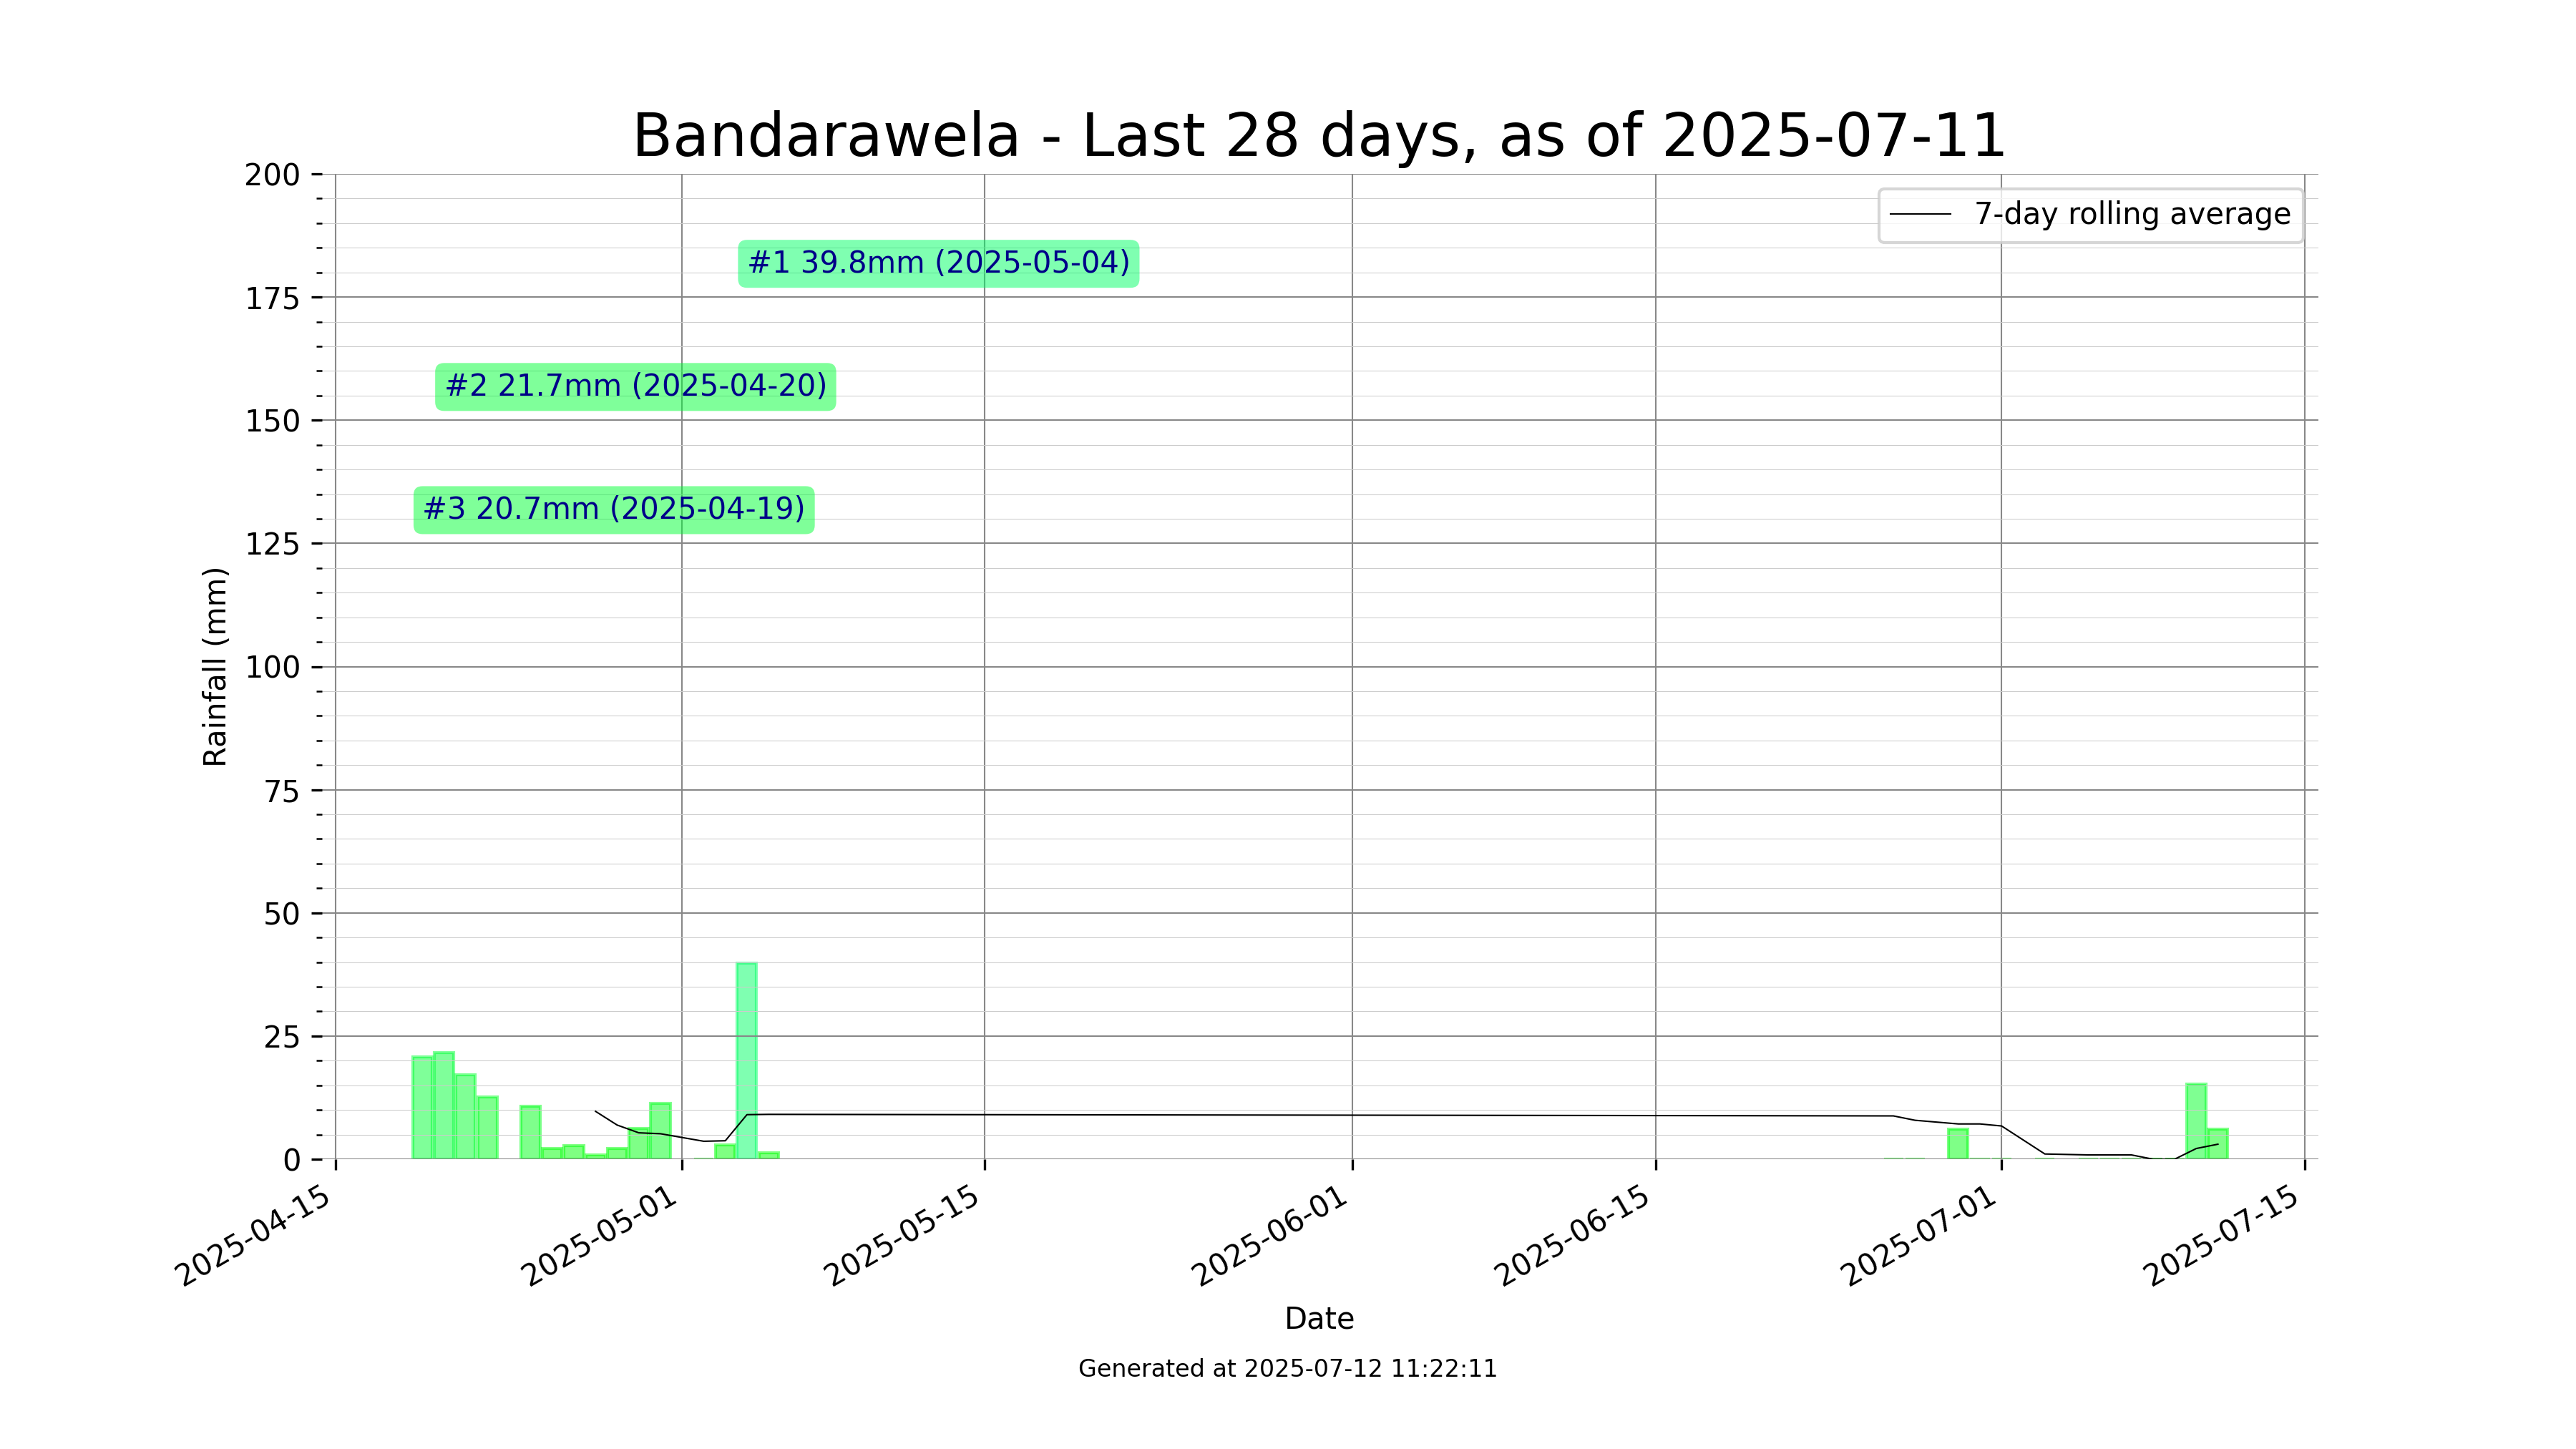 Bandarawela - Last 28 days, as of 2025-07-11
200
175
150
125
100
75
50
25
0
Rainfall (mm)
7-day rolling average
#1 39.8mm (2025-05-04)
#2 21.7mm (2025-04-20)
#3 20.7mm (2025-04-19)
2025-04-15
2025-05-01
2025-05-15
2025-06-01
2025-06-15
2025-07-01
2025-07-15
Date
Generated at 2025-07-12 11:22:11